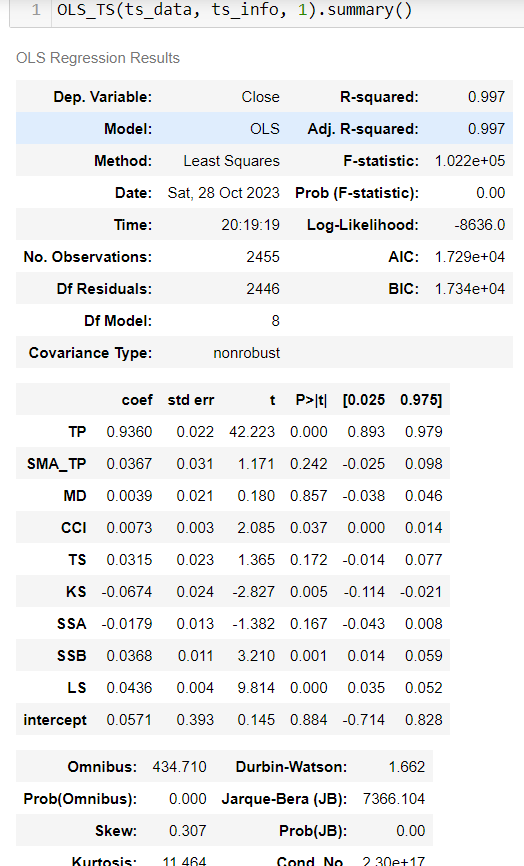 1 OLS_TS(ts_data, ts_info, 1).summary()
OLS Regression Results
Dep. Variable: Close R-squared: 0.997
Model: OLS Adj. R-squared: 0.997
Method: Least Squares F-statistic: 1.022e+05
Date: Sat, 28 Oct 2023 Prob (F-statistic): 0.00
Time: 20:19:19 Log-Likelihood: -8636.0
No. Observations: 2455 AIC: 1.729e+04
Df Residuals: 2446 BIC: 1.734e+04
Df Model: 8
Covariance Type: nonrobust
coef std err t P>|t| [0.025 0.975]
TP 0.9360 0.022 42.223 0.000 0.893 0.979
SMA_TP 0.0367 0.031 1.171 0.242 -0.025 0.098
MD 0.0039 0.021 0.180 0.857 -0.038 0.046
CCI 0.0073 0.003 2.085 0.037 0.000 0.014
TS 0.0315 0.023 1.365 0.172 -0.014 0.077
KS -0.0674 0.024 -2.827 0.005 -0.114 -0.021
SSA -0.0179 0.013 -1.382 0.167 -0.043 0.008
SSB 0.0368 0.011 3.210 0.001 0.014 0.059
LS 0.0436 0.004 9.814 0.000 0.035 0.052
intercept 0.0571 0.393 0.145 0.884 -0.714 0.828
Omnibus: 434.710 Durbin-Watson: 1.662
Prob(Omnibus): 0.000 Jarque-Bera (JB): 7366.104
Skew: 0.307 Prob(JB): 0.00
Kurtosis: 11.464 Cond. No. 2.30e+17